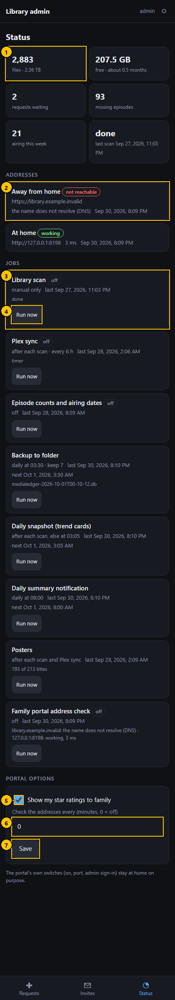 Library admin
admin
Status
1
2,883
files · 2.36 TB
207.5 GB
free · about 0.5 months
2
requests waiting
93
missing episodes
21
airing this week
done
last scan Sep 27, 2026, 11:03
PM
ADDRESSES
2
Away from home not reachable
https://library.example.invalid
the name does not resolve (DNS) Sep 30, 2026, 8:09 PM
At home working
http://127.0.0.1:8198 3 ms Sep 30, 2026, 8:09 PM
JOBS
3
Library scan off
manual only last Sep 27, 2026, 11:03 PM
done
4
Run now
Plex sync off
after each scan · every 6 h last Sep 28, 2026, 2:06 AM
timer
Run now
Episode counts and airing dates off
off last Sep 28, 2026, 8:59 AM
Run now
Backup to folder
daily at 03:30 · keep 7 last Sep 30, 2026, 8:10 PM
next Oct 1, 2026, 3:30 AM
medialedger-2026-10-01T00-10-12.db
Run now
Daily snapshot (trend cards)
after each scan, else at 03:05 last Sep 30, 2026, 8:10 PM
next Oct 1, 2026, 3:05 AM
Run now
Daily summary notification
daily at 08:00 last Sep 30, 2026, 8:10 PM
next Oct 1, 2026, 8:00 AM
Run now
Posters
after each scan and Plex sync last Sep 28, 2026, 2:09 AM
193 of 213 titles
Run now
Family portal address check off
off last Sep 30, 2026, 8:09 PM
library.example.invalid: the name does not resolve (DNS) ·
127.0.0.1:8198: working, 3 ms
Run now
PORTAL OPTIONS
5
Show my star ratings to family
Check the addresses every (minutes, 0 = off)
6
0
7
Save
The portal's own switches (on, port, admin sign-in) stay at home on
purpose.
Requests
Invites
Status